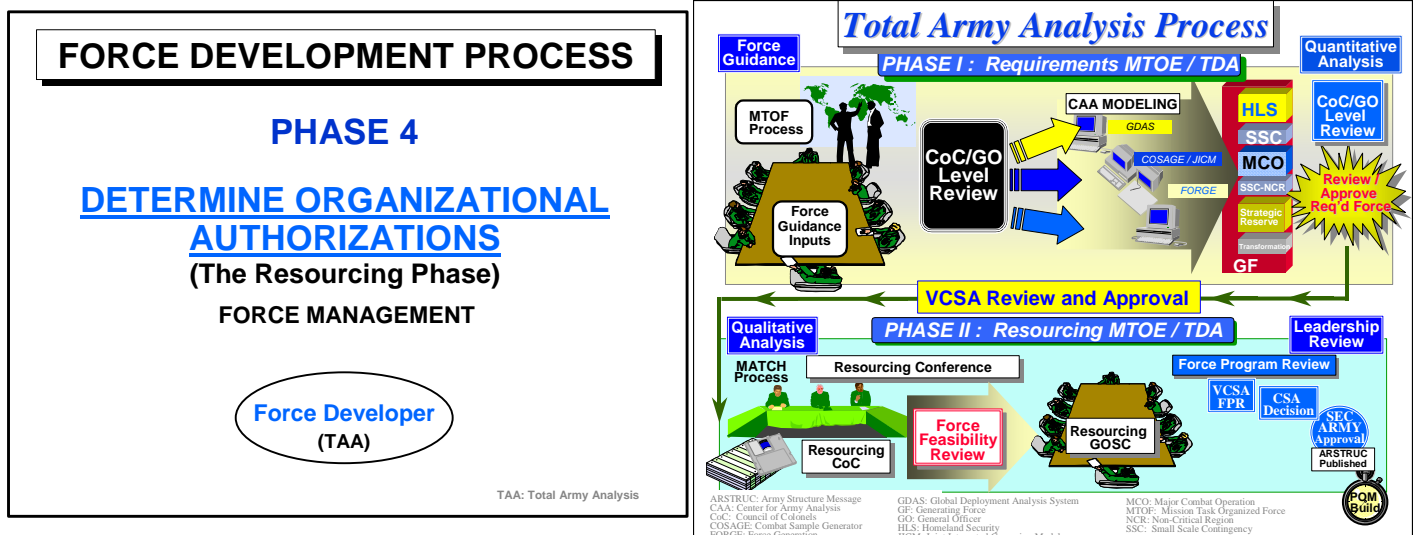 FORCE DEVELOPMENT PROCESS
PHASE 4
DETERMINE ORGANIZATIONAL
AUTHORIZATIONS
(The Resourcing Phase)
FORCE MANAGEMENT
Force Developer
(TAA)
TAA: Total Army Analysis
Total Army Analysis Process
Force
Guidance
PHASE I : Requirements MTOE / TDA
Quantitative
Analysis
MTOF
Process
Force
Guidance
Inputs
CoC/GO
Level
Review
CAA MODELING
GDAS
COSAGE / JICM
FORGE
HLS
SSC
MCO
SSC-NCR
Strategic
Reserve
Transformation
GF
CoC/GO
Level
Review
Review /
Approve
Req'd Force
VCSA Review and Approval
Qualitative
Analysis
PHASE II : Resourcing MTOE / TDA
Leadership
Review
MATCH
Process
Resourcing Conference
Resourcing
CoC
Force
Feasibility
Review
Resourcing
GOSC
Force Program Review
VCSA
FPR
CSA
Decision
SEC
ARMY
Approval
ARSTRUC
Published
PQM
Build
ARSTRUC: Army Structure Message
CAA: Center for Army Analysis
CoC: Council of Colonels
COSAGE: Combat Sample Generator
FORGE: Force Generation
GDAS: Global Deployment Analysis System
GF: Generating Force
GO: General Officer
HLS: Homeland Security
MCO: Major Combat Operation
MTOF: Mission Task Organized Force
NCR: Non-Critical Region
SSC: Small Scale Contingency